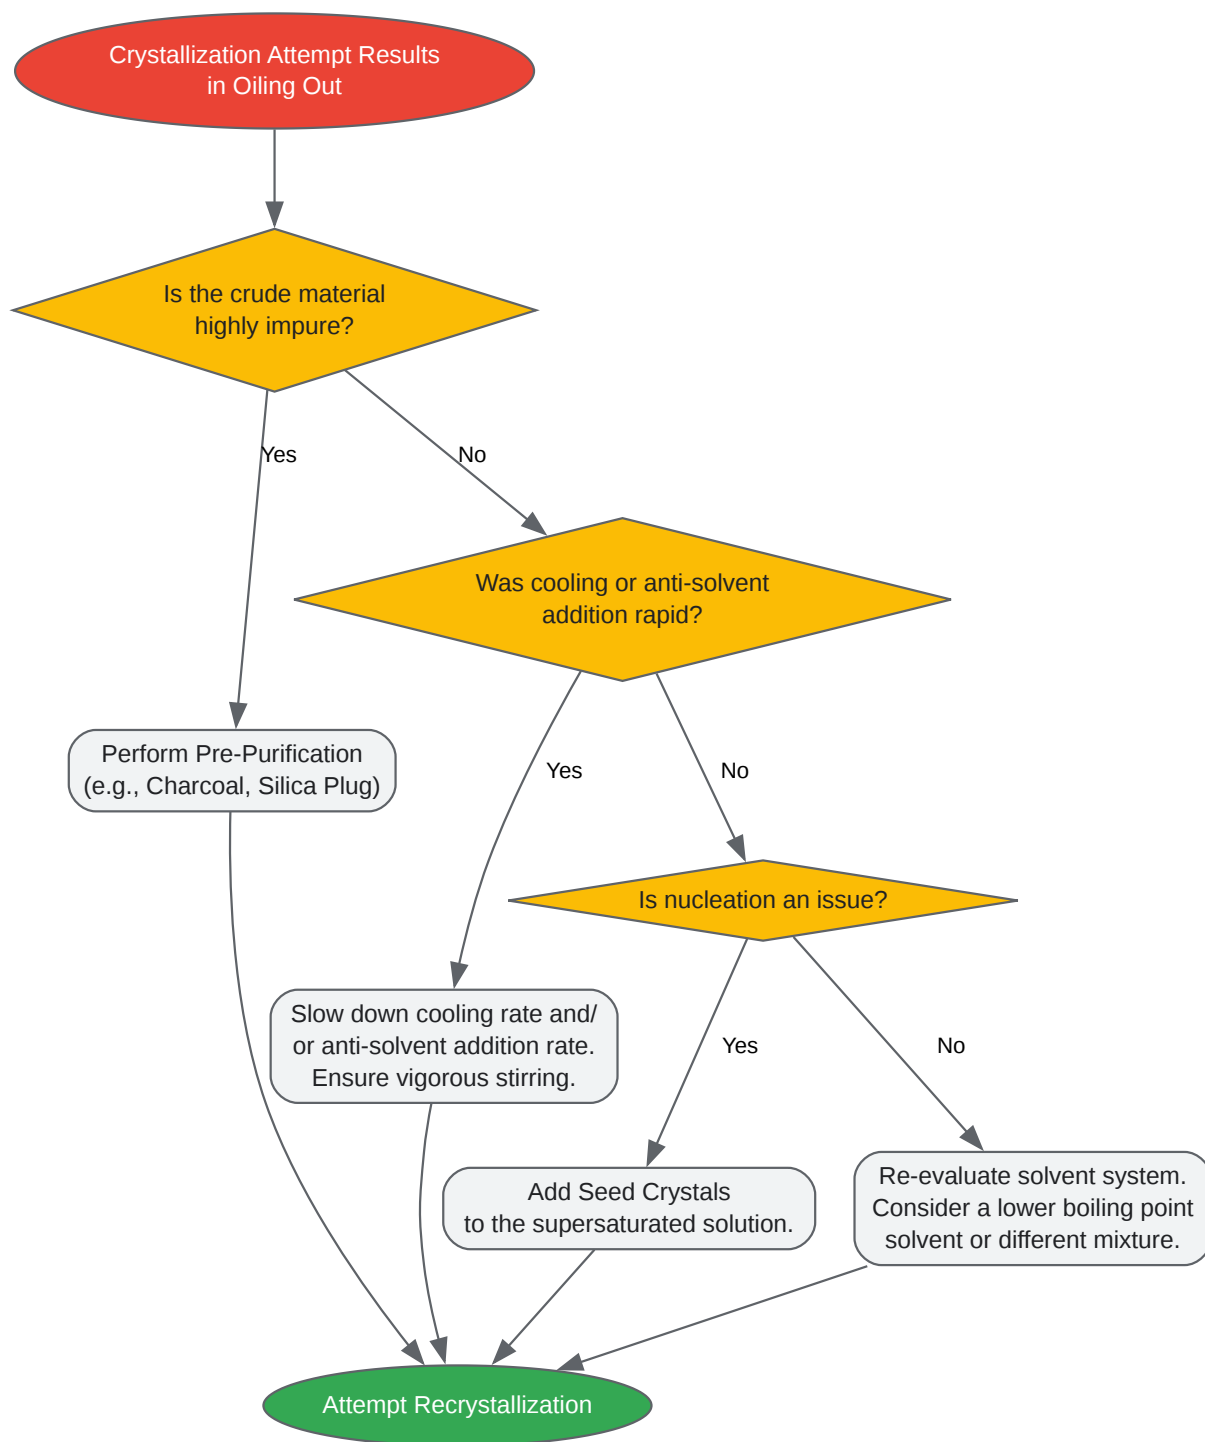 Crystallization Attempt Results
in Oiling Out
Is the crude material
highly impure?
Yes
No
Was cooling or anti-solvent
addition rapid?
Perform Pre-Purification
(e.g., Charcoal, Silica Plug)
Yes
No
Is nucleation an issue?
Slow down cooling rate and/
or anti-solvent addition rate.
Ensure vigorous stirring.
Yes
No
Add Seed Crystals
to the supersaturated solution.
Re-evaluate solvent system.
Consider a lower boiling point
solvent or different mixture.
Attempt Recrystallization